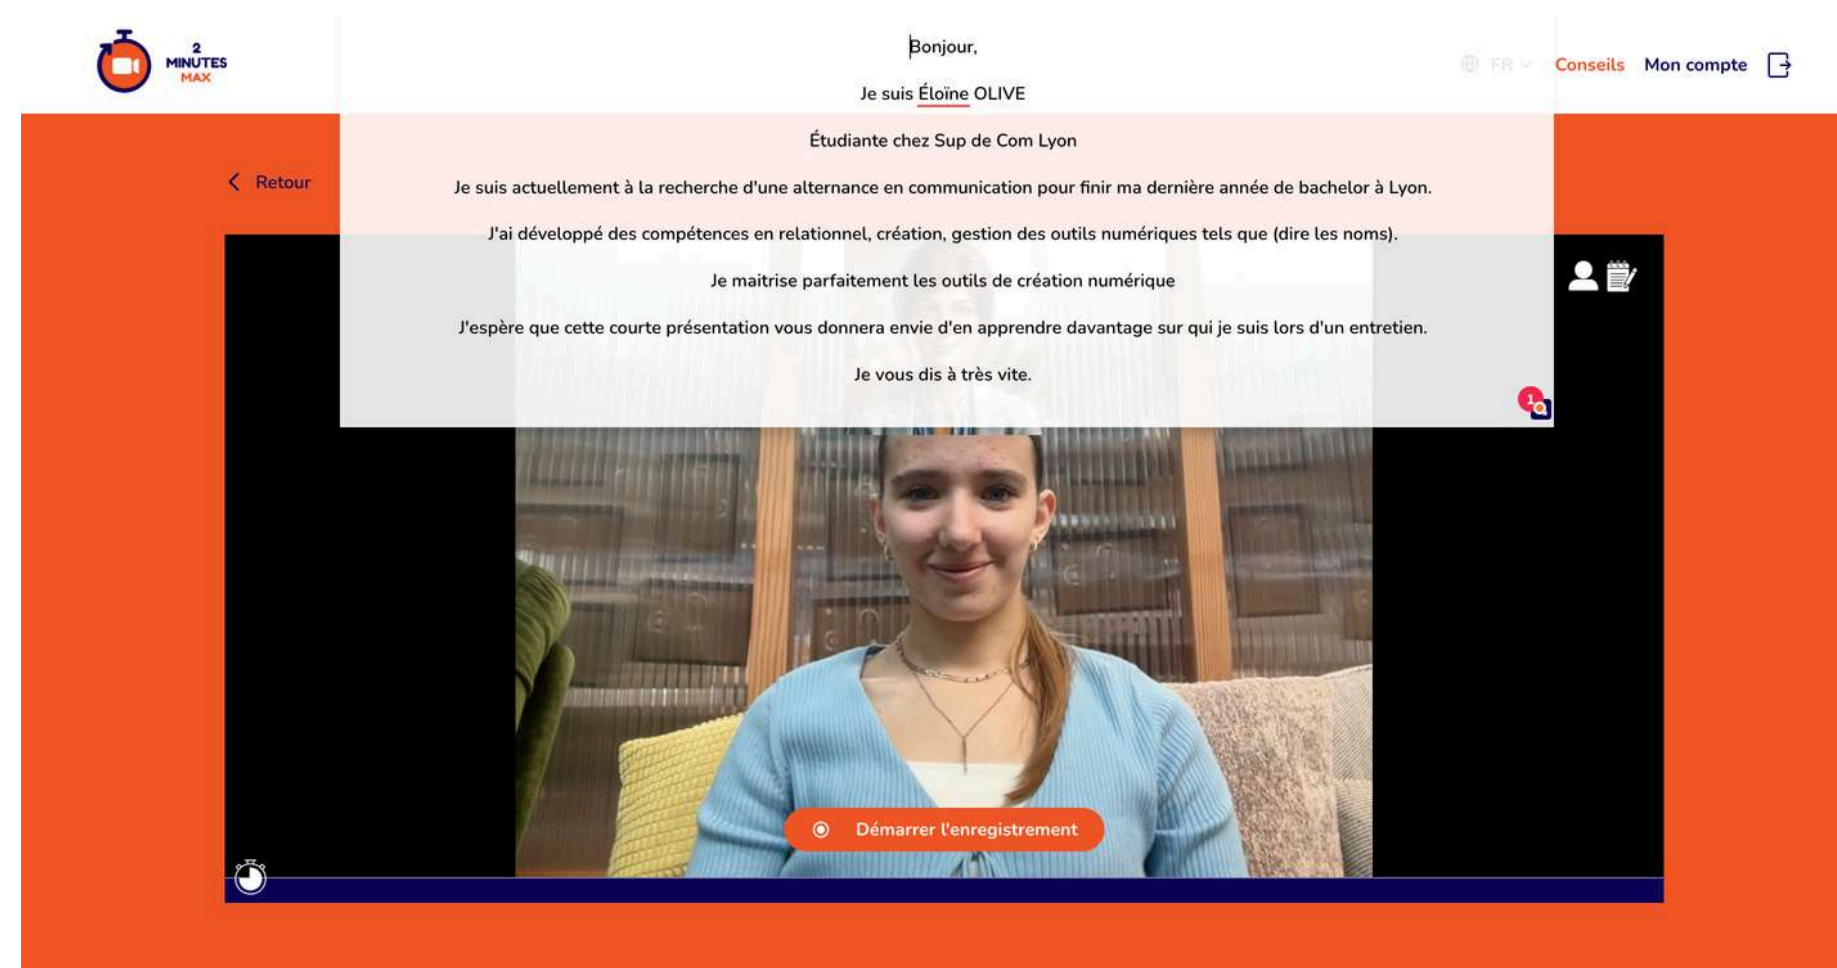 2
MINUTES
MAX
FR
Conseils
Mon compte
Bonjour,
Je suis Éloïne OLIVE
Étudiante chez Sup de Com Lyon
Retour
Je suis actuellement à la recherche d'une alternance en communication pour finir ma dernière année de bachelor à Lyon.
J'ai développé des compétences en relationnel, création, gestion des outils numériques tels que (dire les noms).
Je maitrise parfaitement les outils de création numérique
J'espère que cette courte présentation vous donnera envie d'en apprendre davantage sur qui je suis lors d'un entretien.
Je vous dis à très vite.
1
Démarrer l'enregistrement